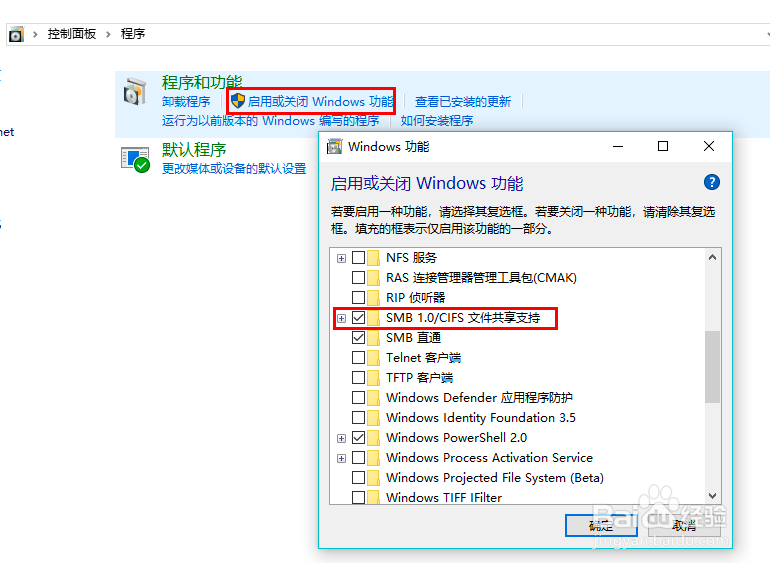 控制面板 程序
程序和功能
卸载程序 启用或关闭 Windows 功能 查看已安装的更新
运行为以前版本的 Windows 编写的程序 如何安装程序
net
默认程序
更改媒体或设备的默认设置
Windows 功能
启用或关闭 Windows 功能
若要启用一种功能，请选择其复选框。若要关闭一种功能，请清除其复选
框。填充的框表示仅启用该功能的一部分。
NFS 服务
RAS 连接管理器管理工具包(CMAK)
RIP 侦听器
SMB 1.0/CIFS 文件共享支持
SMB 直通
Telnet 客户端
TFTP 客户端
Windows Defender 应用程序防护
Windows Identity Foundation 3.5
Windows PowerShell 2.0
Windows Process Activation Service
Windows Projected File System (Beta)
Windows TIFF IFilter
确定 取消
Baidu 经验
jingyan.baidu.com